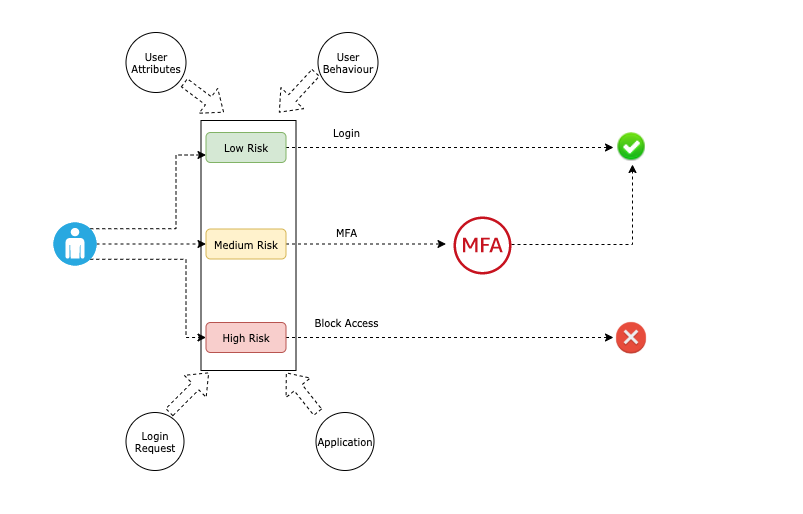 User
Attributes
User
Behaviour
Low Risk
Login
Medium Risk
MFA
MFA
High Risk
Block Access
Login
Request
Application